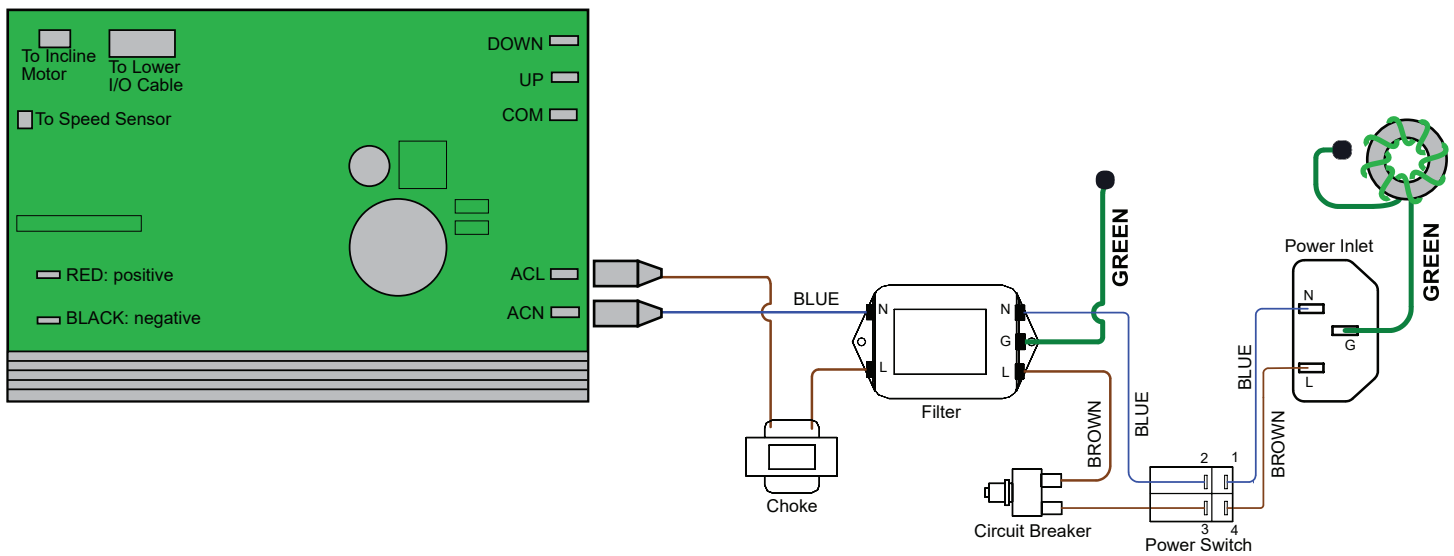 To Incline
Motor
To Lower
I/O Cable
To Speed Sensor
DOWN
UP
COM
RED: positive
BLACK: negative
ACL
ACN
BLUE
N
L
N
G
L
Filter
GREEN
Choke
BROWN
BLUE
Circuit Breaker
2
1
3
4
Power Switch
BLUE
BROWN
Power Inlet
N
G
L
GREEN